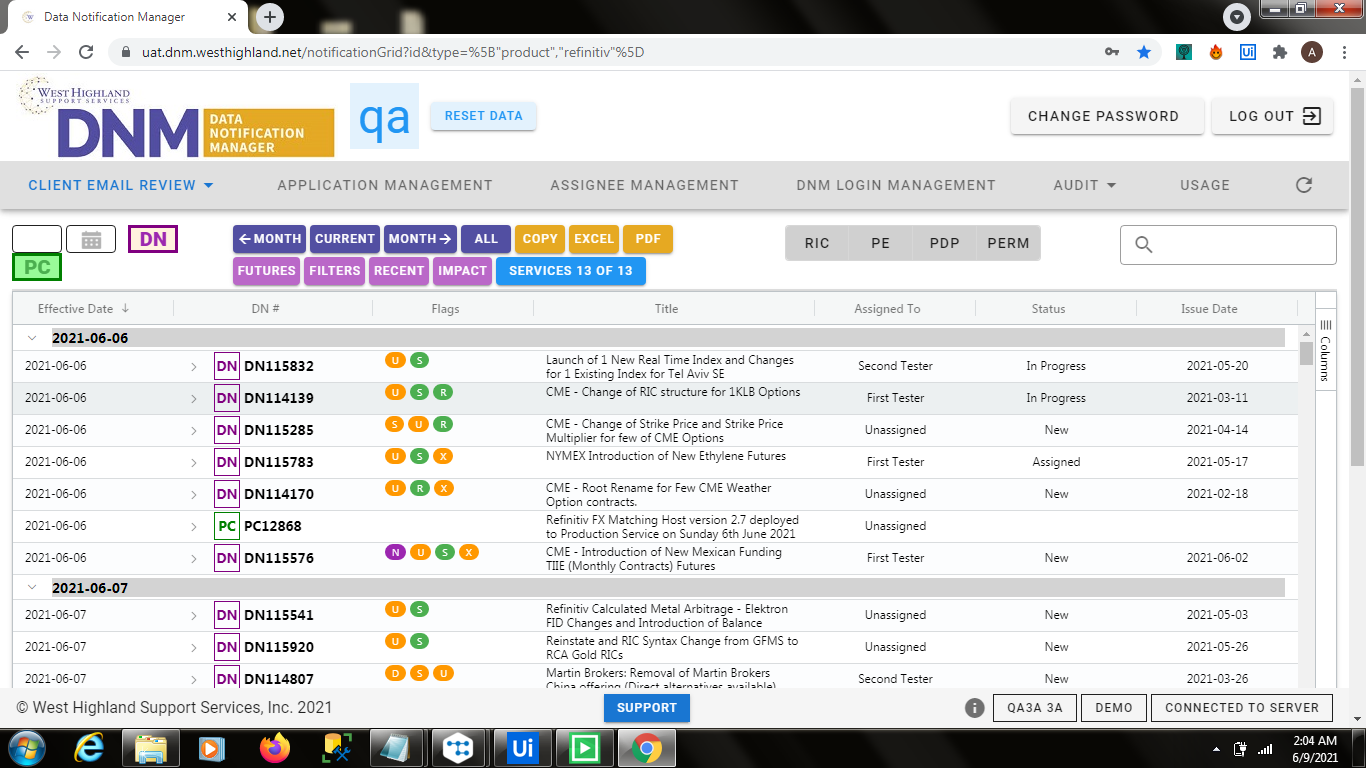 Data Notification Manager
uat.dnm.westhighland.net/notificationGrid?id&type=%5B"product","refinitiv"%5D
Ui
A
WEST HIGHLAND
SUPPORT SERVICES
DNM DATA NOTIFICATION MANAGER
qa
RESET DATA
CHANGE PASSWORD
LOG OUT
CLIENT EMAIL REVIEW
APPLICATION MANAGEMENT
ASSIGNEE MANAGEMENT
DNM LOGIN MANAGEMENT
AUDIT
USAGE
DN
PC
←MONTH
CURRENT
MONTH→
ALL
COPY
EXCEL
PDF
FUTURES
FILTERS
RECENT
IMPACT
SERVICES 13 OF 13
RIC PE PDP PERM
Effective Date ↓ DN # Flags Title Assigned To Status Issue Date
Columns
2021-06-06
2021-06-06 DN DN115832 U S Launch of 1 New Real Time Index and Changes Second Tester In Progress 2021-05-20
for 1 Existing Index for Tel Aviv SE
2021-06-06 DN DN114139 U S R CME - Change of RIC structure for 1KLB Options First Tester In Progress 2021-03-11
2021-06-06 DN DN115285 S U R CME - Change of Strike Price and Strike Price Unassigned New 2021-04-14
Multiplier for few of CME Options
2021-06-06 DN DN115783 U S X NYMEX Introduction of New Ethylene Futures First Tester Assigned 2021-05-17
2021-06-06 DN DN114170 U R X CME - Root Rename for Few CME Weather Unassigned New 2021-02-18
Option contracts.
2021-06-06 PC PC12868 Refinitiv FX Matching Host version 2.7 deployed Unassigned
to Production Service on Sunday 6th June 2021
2021-06-06 DN DN115576 N U S X CME - Introduction of New Mexican Funding First Tester New 2021-06-02
TIIE (Monthly Contracts) Futures
2021-06-07
2021-06-07 DN DN115541 U S Refinitiv Calculated Metal Arbitrage - Elektron Unassigned New 2021-05-03
FID Changes and Introduction of Balance
2021-06-07 DN DN115920 U S Reinstate and RIC Syntax Change from GFMS to Unassigned New 2021-05-26
RCA Gold RICs
2021-06-07 DN DN114807 D S U Martin Brokers: Removal of Martin Brokers Second Tester New 2021-03-26
China offering (Direct alternatives available)
© West Highland Support Services, Inc. 2021
SUPPORT
QA3A 3A
DEMO
CONNECTED TO SERVER
Ui
2:04 AM
6/9/2021